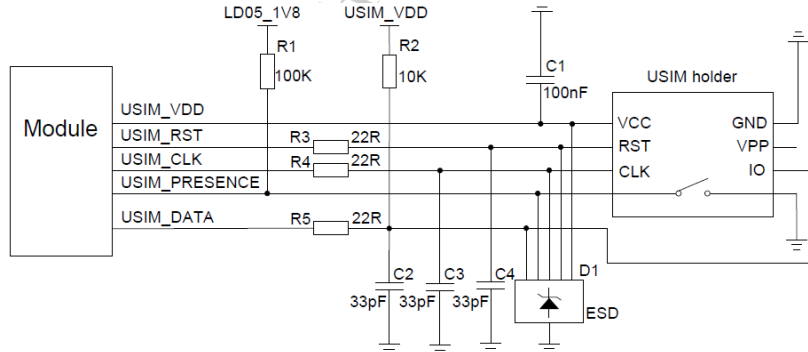 LD05_1V8
USIM_VDD
R1
100K
R2
10K
C1
100nF
USIM holder
Module
USIM_VDD
USIM_RST
USIM_CLK
USIM_PRESENCE
USIM_DATA
R3 22R
R4 22R
R5 22R
VCC GND
RST VPP
CLK IO
C2
33pF
C3
33pF
C4
33pF
D1
ESD